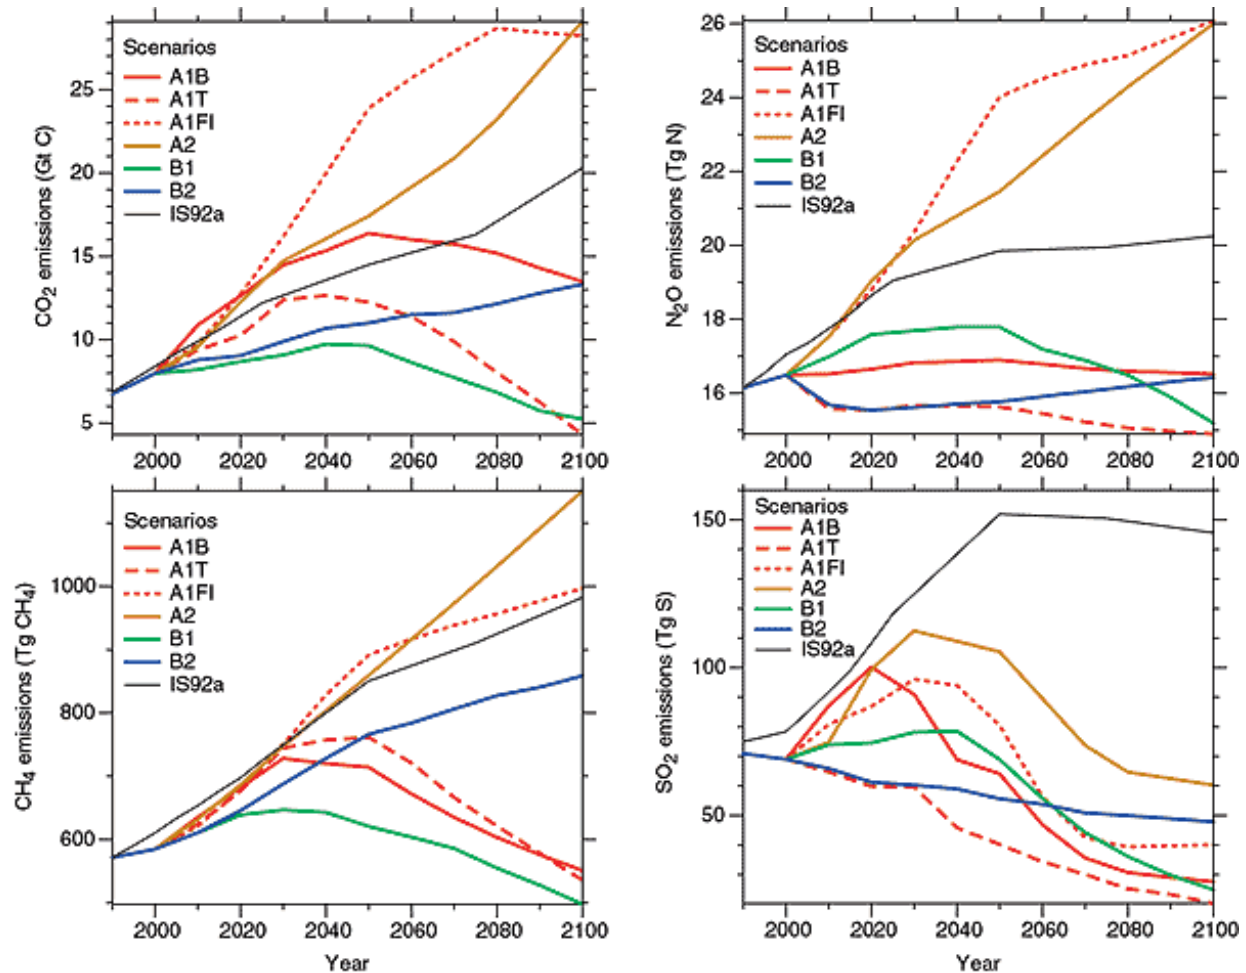 CO2 emissions (Gt C)
25
20
15
10
5
Scenarios
A1B
A1T
A1FI
A2
B1
B2
IS92a
2000 2020 2040 2060 2080 2100
N2O emissions (Tg N)
26
24
22
20
18
16
Scenarios
A1B
A1T
A1FI
A2
B1
B2
IS92a
2000 2020 2040 2060 2080 2100
CH4 emissions (Tg CH4)
1000
800
600
Scenarios
A1B
A1T
A1FI
A2
B1
B2
IS92a
2000 2020 2040 2060 2080 2100
Year
SO2 emissions (Tg S)
150
100
50
Scenarios
A1B
A1T
A1FI
A2
B1
B2
IS92a
2000 2020 2040 2060 2080 2100
Year